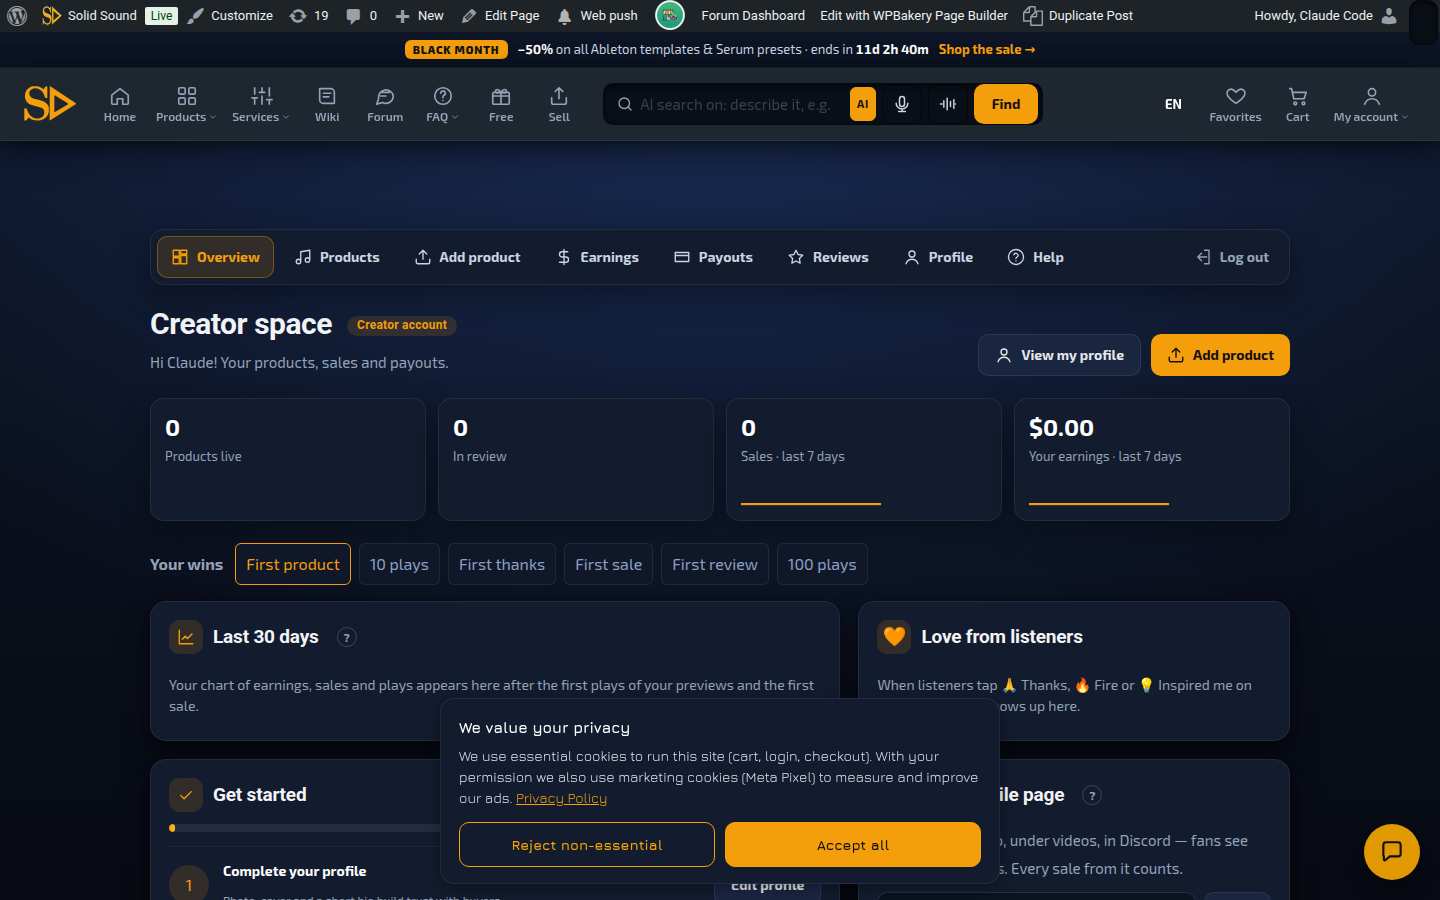 Solid Sound Live Customize 19 0 New Edit Page Web push Forum Dashboard Edit with WPBakery Page Builder Duplicate Post Howdy, Claude Code
BLACK MONTH −50% on all Ableton templates & Serum presets · ends in 11d 2h 40m Shop the sale →
Home Products Services Wiki Forum FAQ Free Sell
AI search on: describe it, e.g. AI Find
EN Favorites Cart My account
Overview Products Add product Earnings Payouts Reviews Profile Help Log out
Creator space Creator account
Hi Claude! Your products, sales and payouts.
View my profile Add product
0
Products live
0
In review
0
Sales · last 7 days
$0.00
Your earnings · last 7 days
Your wins First product 10 plays First thanks First sale First review 100 plays
Last 30 days ?
Your chart of earnings, sales and plays appears here after the first plays of your previews and the first
sale.
Love from listeners
When listeners tap 🙏 Thanks, 🔥 Fire or 💡 Inspired me on
ows up here.
Get started
1
Complete your profile
Edit profile
ile page ?
, under videos, in Discord — fans see
s. Every sale from it counts.
We value your privacy
We use essential cookies to run this site (cart, login, checkout). With your
permission we also use marketing cookies (Meta Pixel) to measure and improve
our ads. Privacy Policy
Reject non-essential Accept all